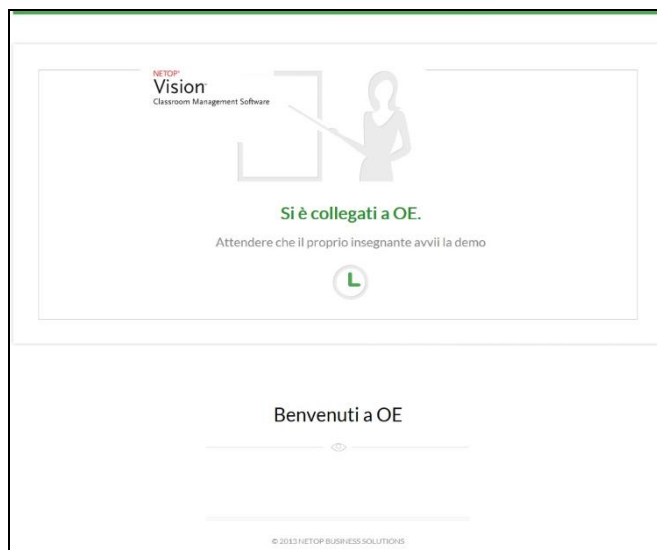 NETOP®
Vision
Classroom Management Software
Si è collegati a OE.
Attendere che il proprio insegnante avvii la demo
Benvenuti a OE
© 2013 NETOP BUSINESS SOLUTIONS